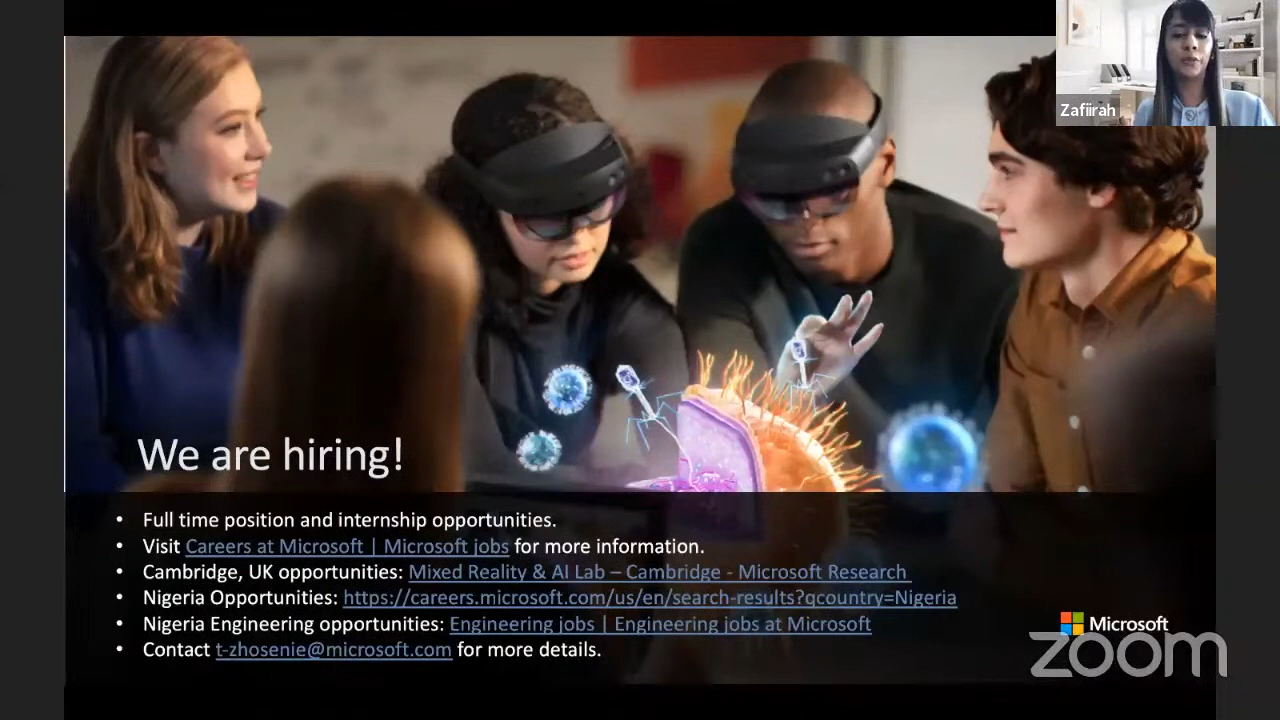 Zafiirah
We are hiring!
• Full time position and internship opportunities.
• Visit Careers at Microsoft | Microsoft jobs for more information.
• Cambridge, UK opportunities: Mixed Reality & AI Lab – Cambridge - Microsoft Research
• Nigeria Opportunities: https://careers.microsoft.com/us/en/search-results?qcountry=Nigeria
• Nigeria Engineering opportunities: Engineering jobs | Engineering jobs at Microsoft
• Contact t-zhosenie@microsoft.com for more details.
Microsoft
zoom